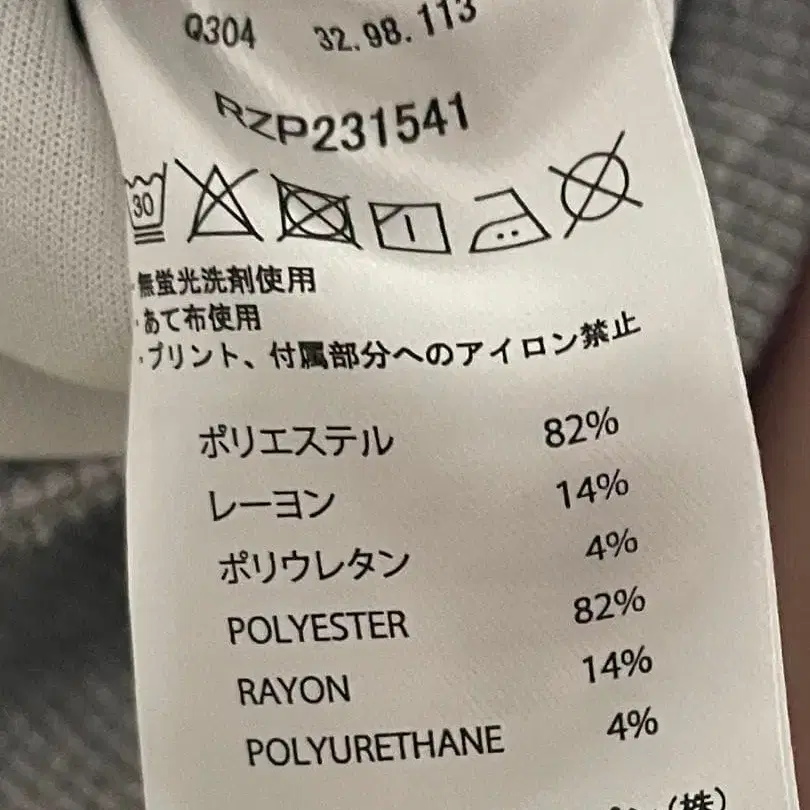 Q304 32.98.113
RZP231541
30
・無蛍光洗剤使用
・あて布使用
・プリント、付属部分へのアイロン禁止
ポリエステル 82%
レーヨン 14%
ポリウレタン 4%
POLYESTER 82%
RAYON 14%
POLYURETHANE 4%
(株)